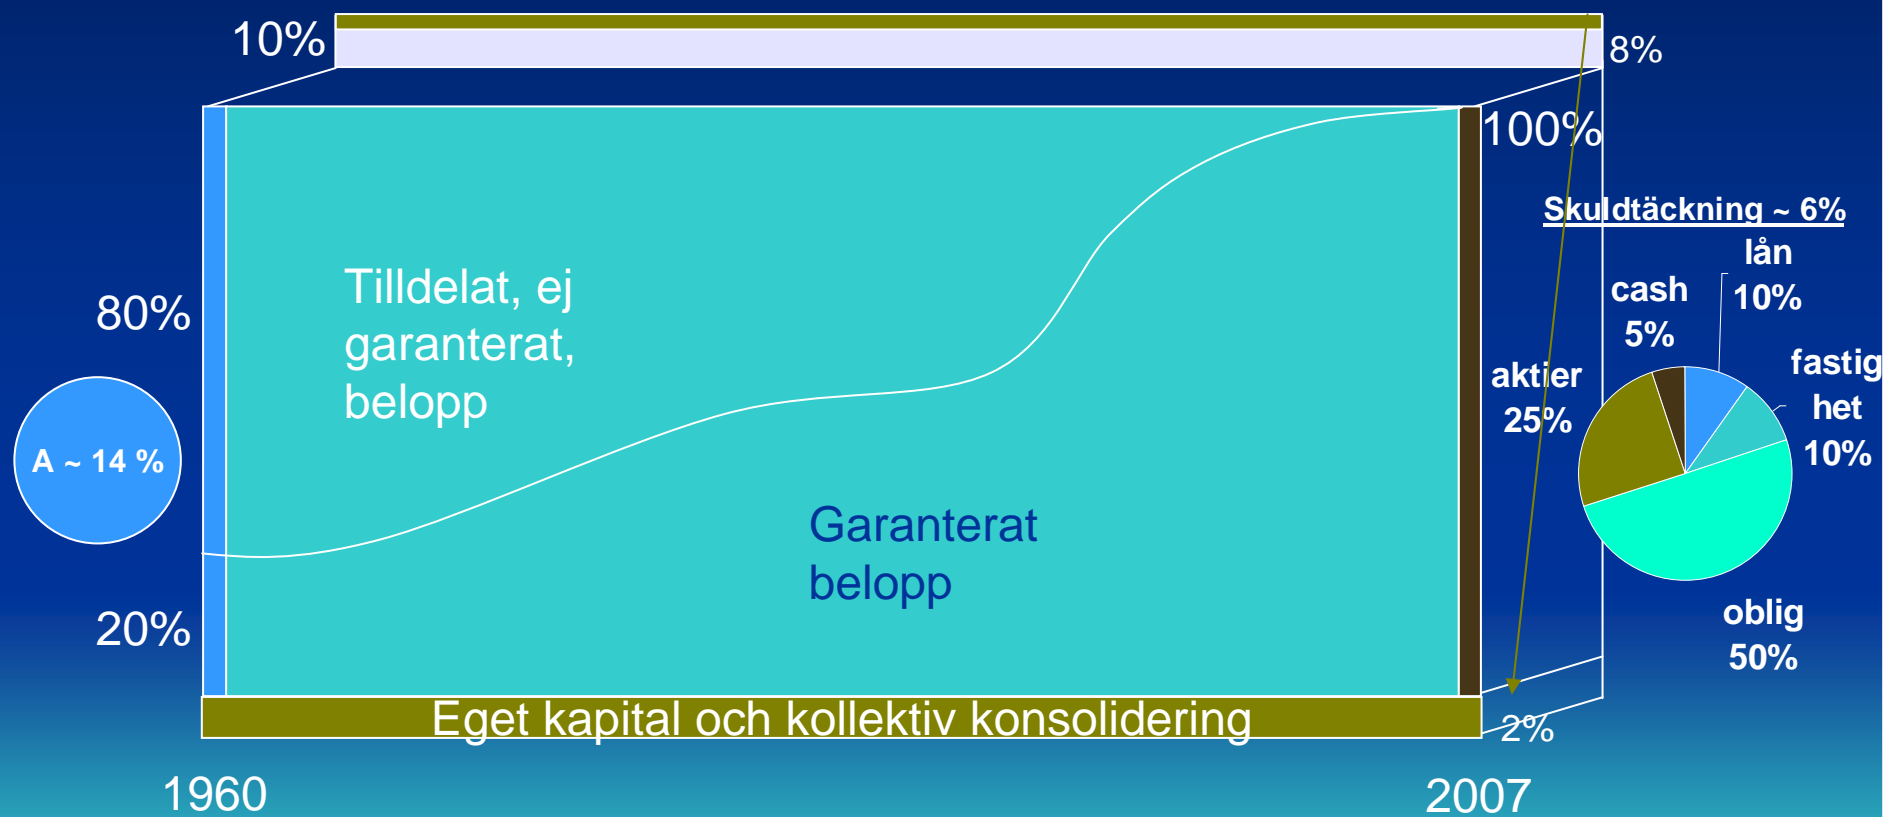 10%
8%
100%
Skuldtäckning ~ 6%
lån
10%
cash
5%
fastig
het
10%
aktier
25%
oblig
50%
Tilldelat, ej
garanterat,
belopp
80%
A ~ 14 %
Garanterat
belopp
20%
Eget kapital och kollektiv konsolidering
2%
1960
2007